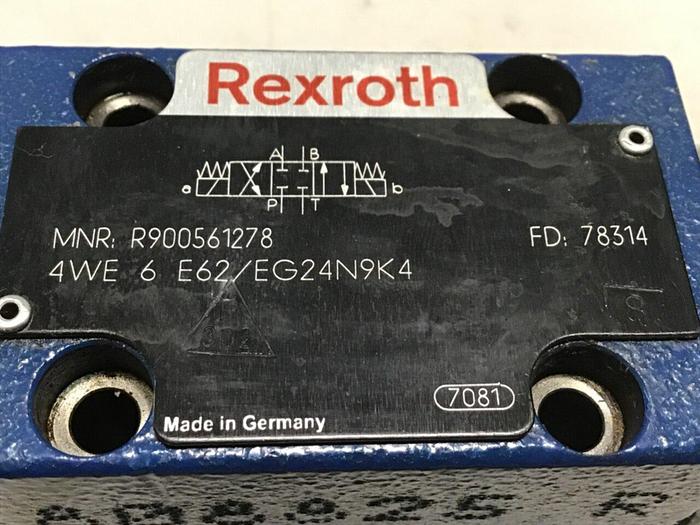 Rexroth
A B
a b
P T
MNR: R900561278 FD: 78314
4WE 6 E62/EG24N9K4
7081
Made in Germany